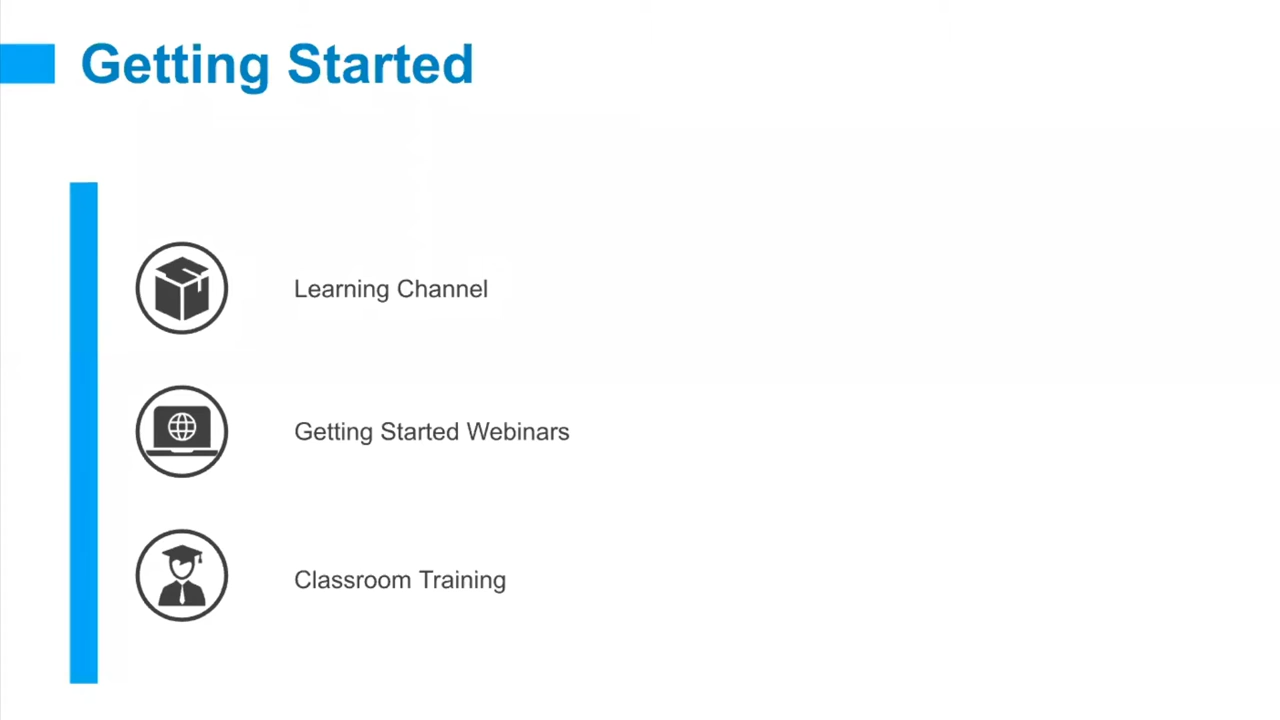 Getting Started
Learning Channel
Getting Started Webinars
Classroom Training